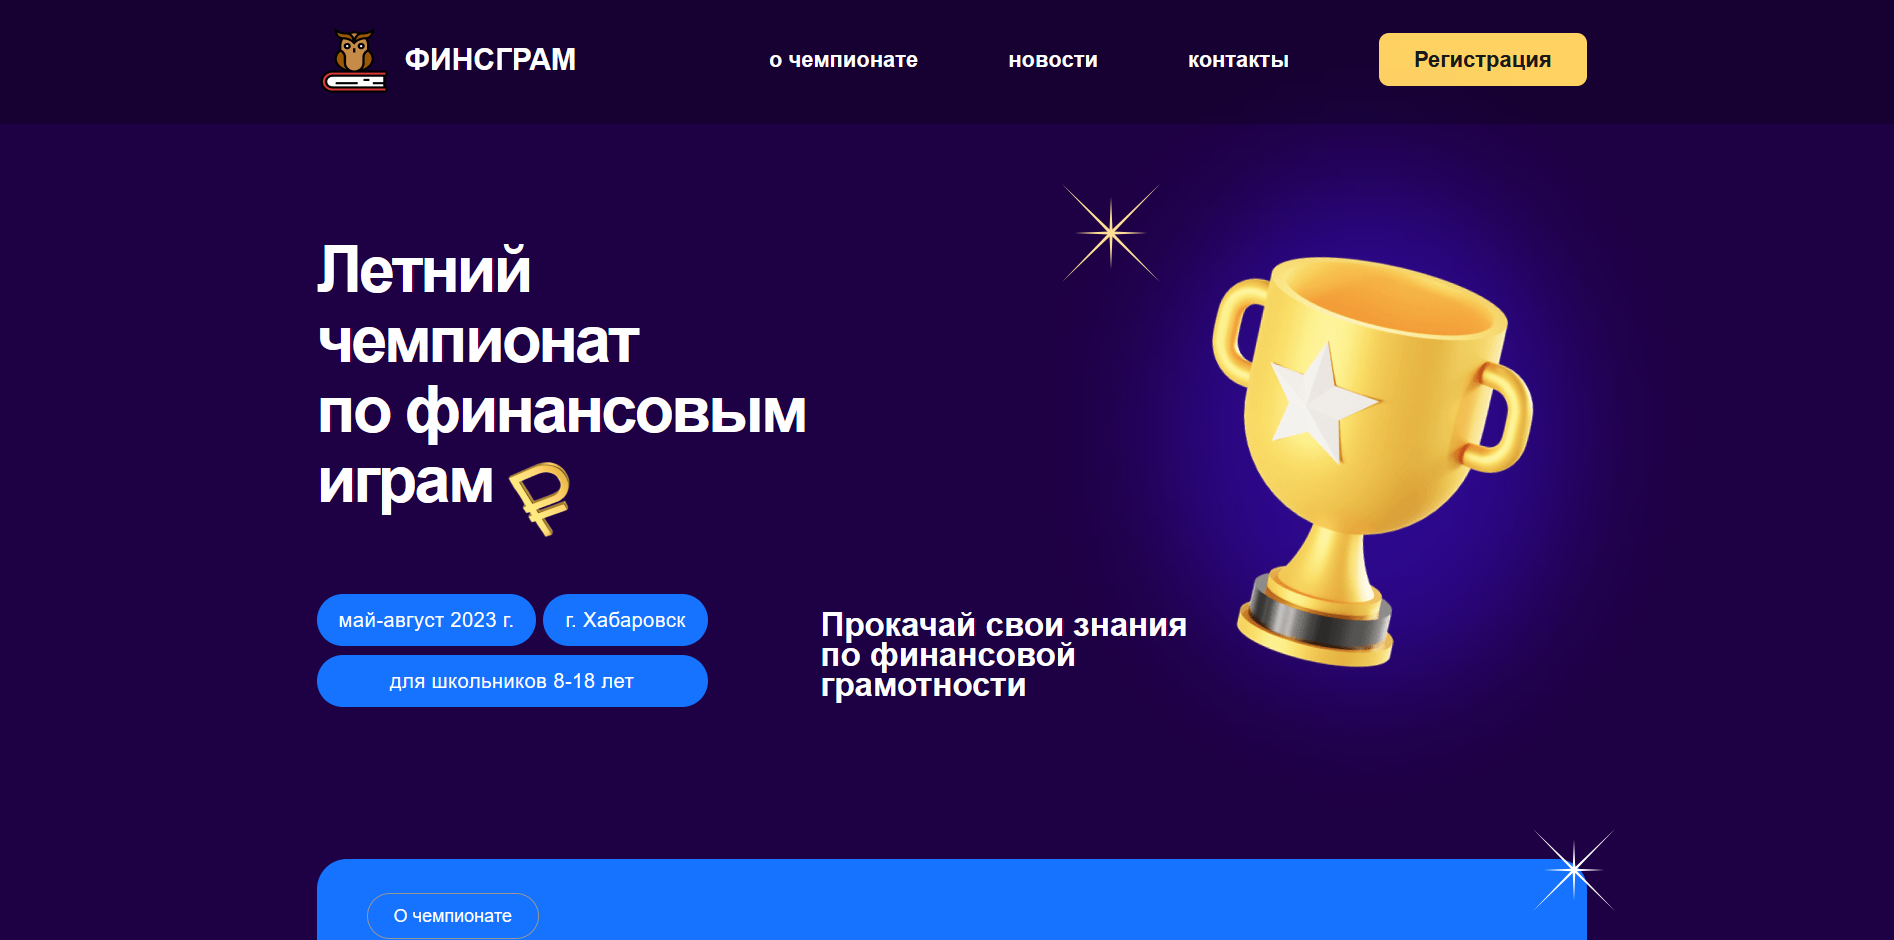 ФИНСГРАМ
о чемпионате
новости
контакты
Регистрация
Летний
чемпионат
по финансовым
играм ₽
май-август 2023 г.
г. Хабаровск
для школьников 8-18 лет
Прокачай свои знания
по финансовой
грамотности
О чемпионате